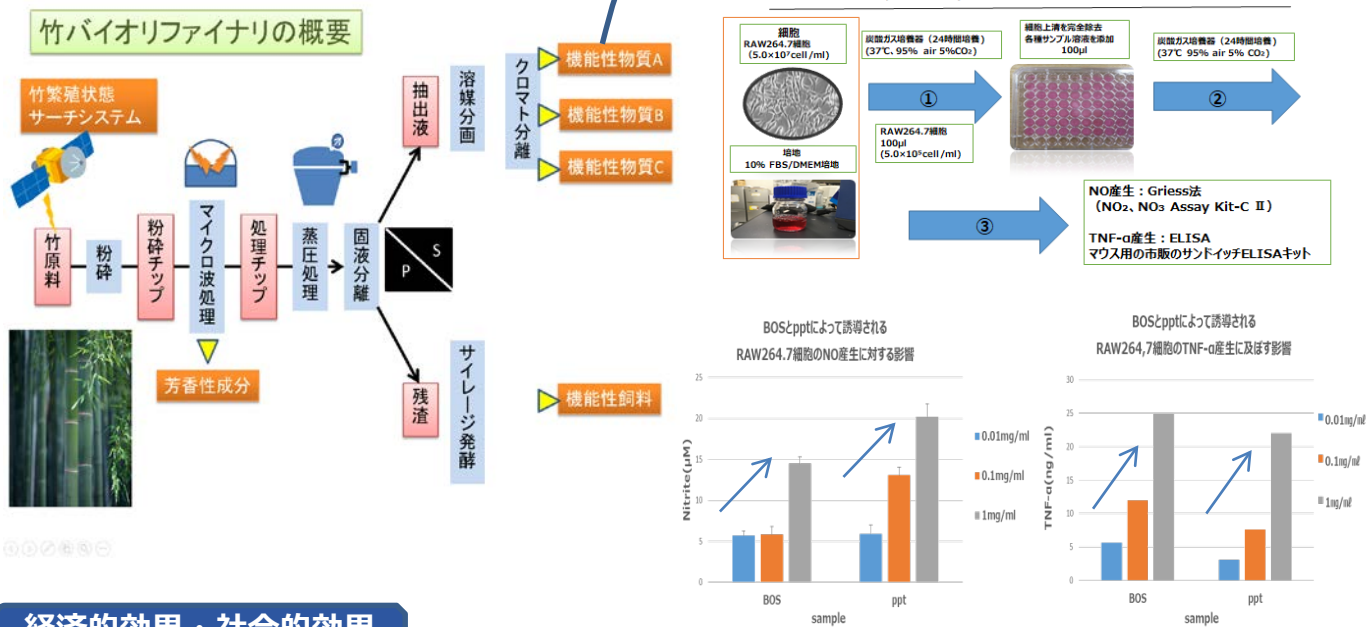 竹バイオリファイナリの概要
竹繁殖状態
サーチシステム
竹原料
粉砕
粉砕チップ
マイクロ波処理
処理チップ
蒸圧処理
固液分離
P
S
芳香性成分
抽出液
溶媒分画
クロマト分離
機能性物質A
機能性物質B
機能性物質C
残渣
サイレージ発酵
機能性飼料
経済的効果・社会的効果
細胞
RAW264.7細胞
(5.0×10⁷cell/ml)
培地
10% FBS/DMEM培地
炭酸ガス培養器(24時間培養)
(37℃、95% air 5%CO₂)
①
RAW264.7細胞
100μl
(5.0×10⁵cell/ml)
細胞上清を完全除去
各種サンプル溶液を添加
100μl
炭酸ガス培養器(24時間培養)
(37℃ 95% air 5% CO₂)
②
③
NO産生:Griess法
(NO₂、NO₃ Assay Kit-C Ⅱ)
TNF-α産生:ELISA
マウス用の市販のサンドイッチELISAキット
BOSとpptによって誘導される
RAW264.7細胞のNO産生に対する影響
Nitrite(μM)
25
20
15
10
5
0
BOS
ppt
sample
0.01mg/ml
0.1mg/ml
1mg/ml
BOSとpptによって誘導される
RAW264,7細胞のTNF-α産生に及ぼす影響
TNF-α(ng/ml)
30
25
20
15
10
5
0
BOS
ppt
sample
0.01mg/㎖
0.1mg/㎖
1mg/㎖